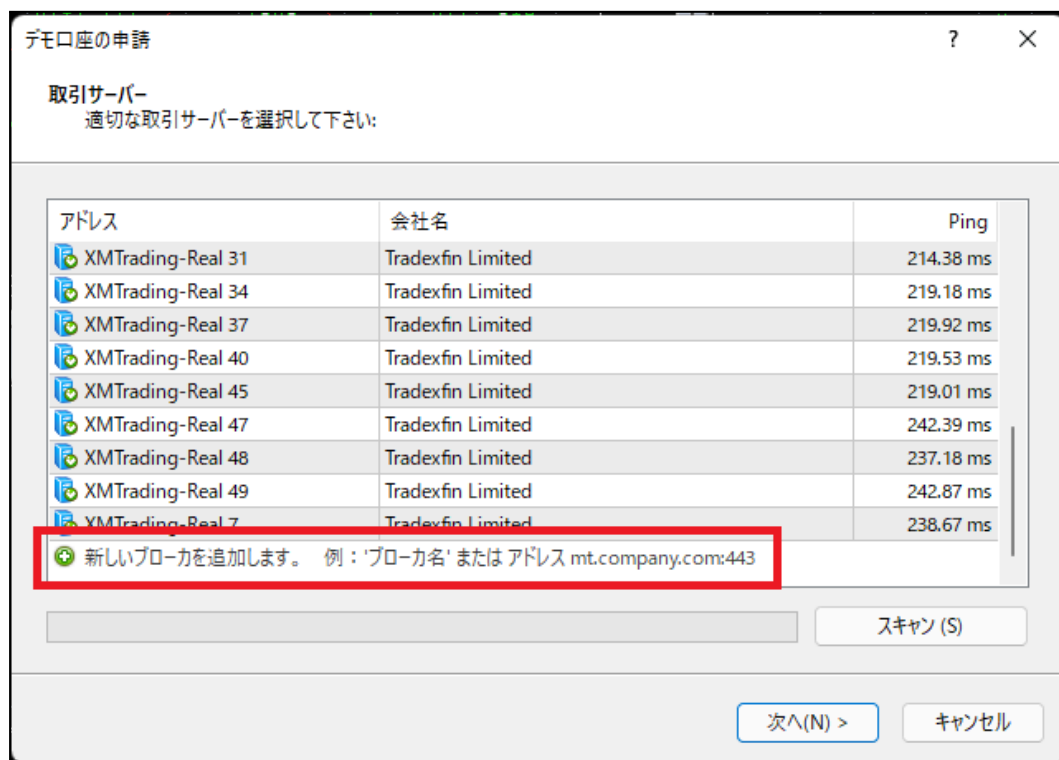 デモ口座の申請 ? ×
取引サーバー
適切な取引サーバーを選択して下さい:
アドレス 会社名 Ping
XMTrading-Real 31 Tradexfin Limited 214.38 ms
XMTrading-Real 34 Tradexfin Limited 219.18 ms
XMTrading-Real 37 Tradexfin Limited 219.92 ms
XMTrading-Real 40 Tradexfin Limited 219.53 ms
XMTrading-Real 45 Tradexfin Limited 219.01 ms
XMTrading-Real 47 Tradexfin Limited 242.39 ms
XMTrading-Real 48 Tradexfin Limited 237.18 ms
XMTrading-Real 49 Tradexfin Limited 242.87 ms
XMTrading-Real 7 Tradexfin Limited 238.67 ms
新しいブローカを追加します。 例：'ブローカ名' または アドレス mt.company.com:443
スキャン (S)
次へ(N) > キャンセル